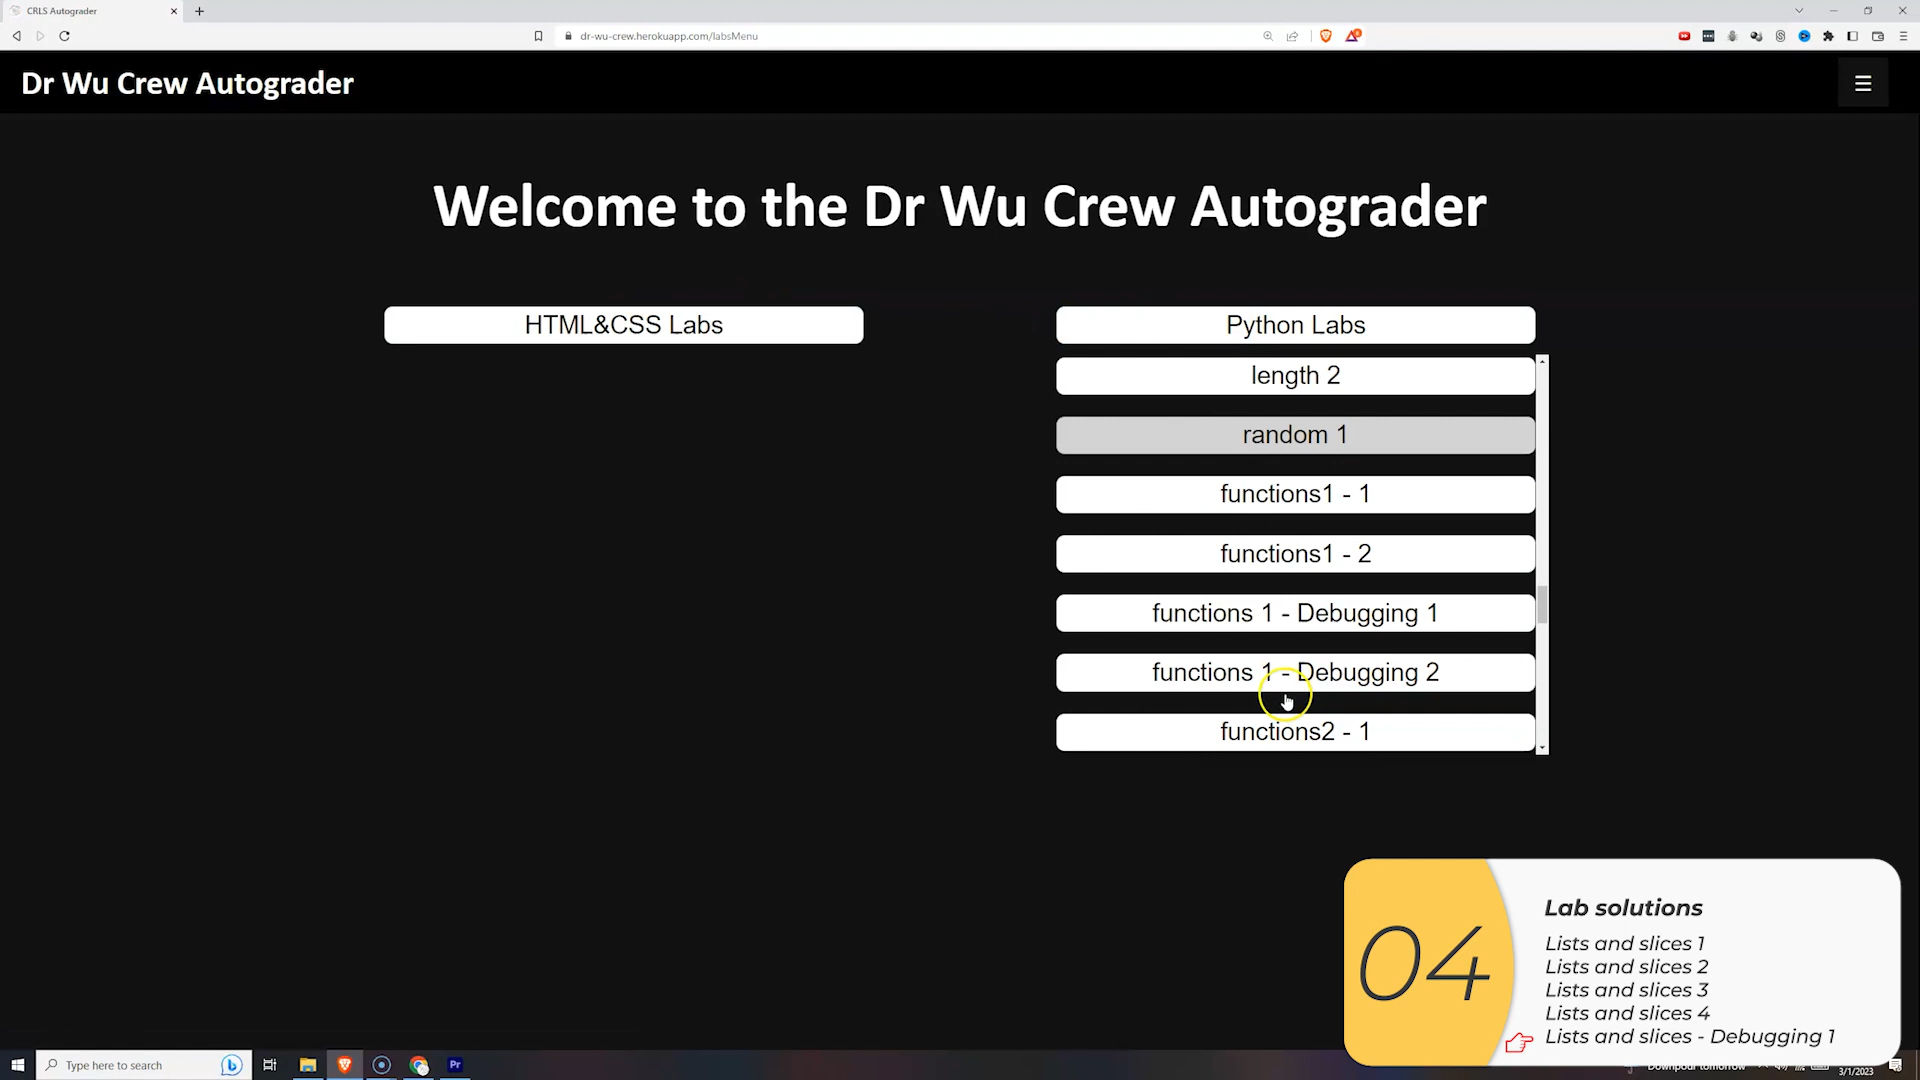 CRLS Autograder
dr-wu-crew.herokuapp.com/labsMenu
Dr Wu Crew Autograder
Welcome to the Dr Wu Crew Autograder
HTML&CSS Labs
Python Labs
length 2
random 1
functions1 - 1
functions1 - 2
functions 1 - Debugging 1
functions 1 - Debugging 2
functions2 - 1
04
Lab solutions
Lists and slices 1
Lists and slices 2
Lists and slices 3
Lists and slices 4
Lists and slices - Debugging 1
Type here to search
Pr
Downpour tomorrow
3/1/2023